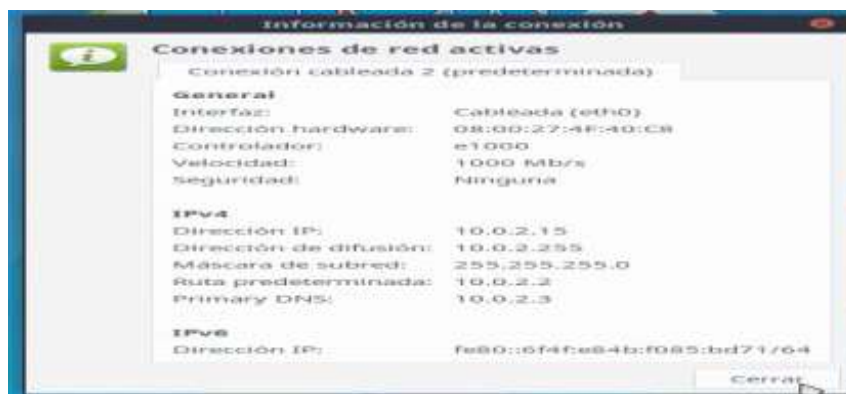 Información de la conexión
Conexiones de red activas
Conexión cableada 2 (predeterminada)
General
Interfaz: Cableada (eth0)
Dirección hardware: 08:00:27:4F:40:C8
Controlador: e1000
Velocidad: 1000 Mb/s
Seguridad: Ninguna
IPv4
Dirección IP: 10.0.2.15
Dirección de difusión: 10.0.2.255
Máscara de subred: 255.255.255.0
Ruta predeterminada: 10.0.2.2
Primary DNS: 10.0.2.3
IPv6
Dirección IP: fe80::6f4f:e84b:f085:bd71/64
Cerrar